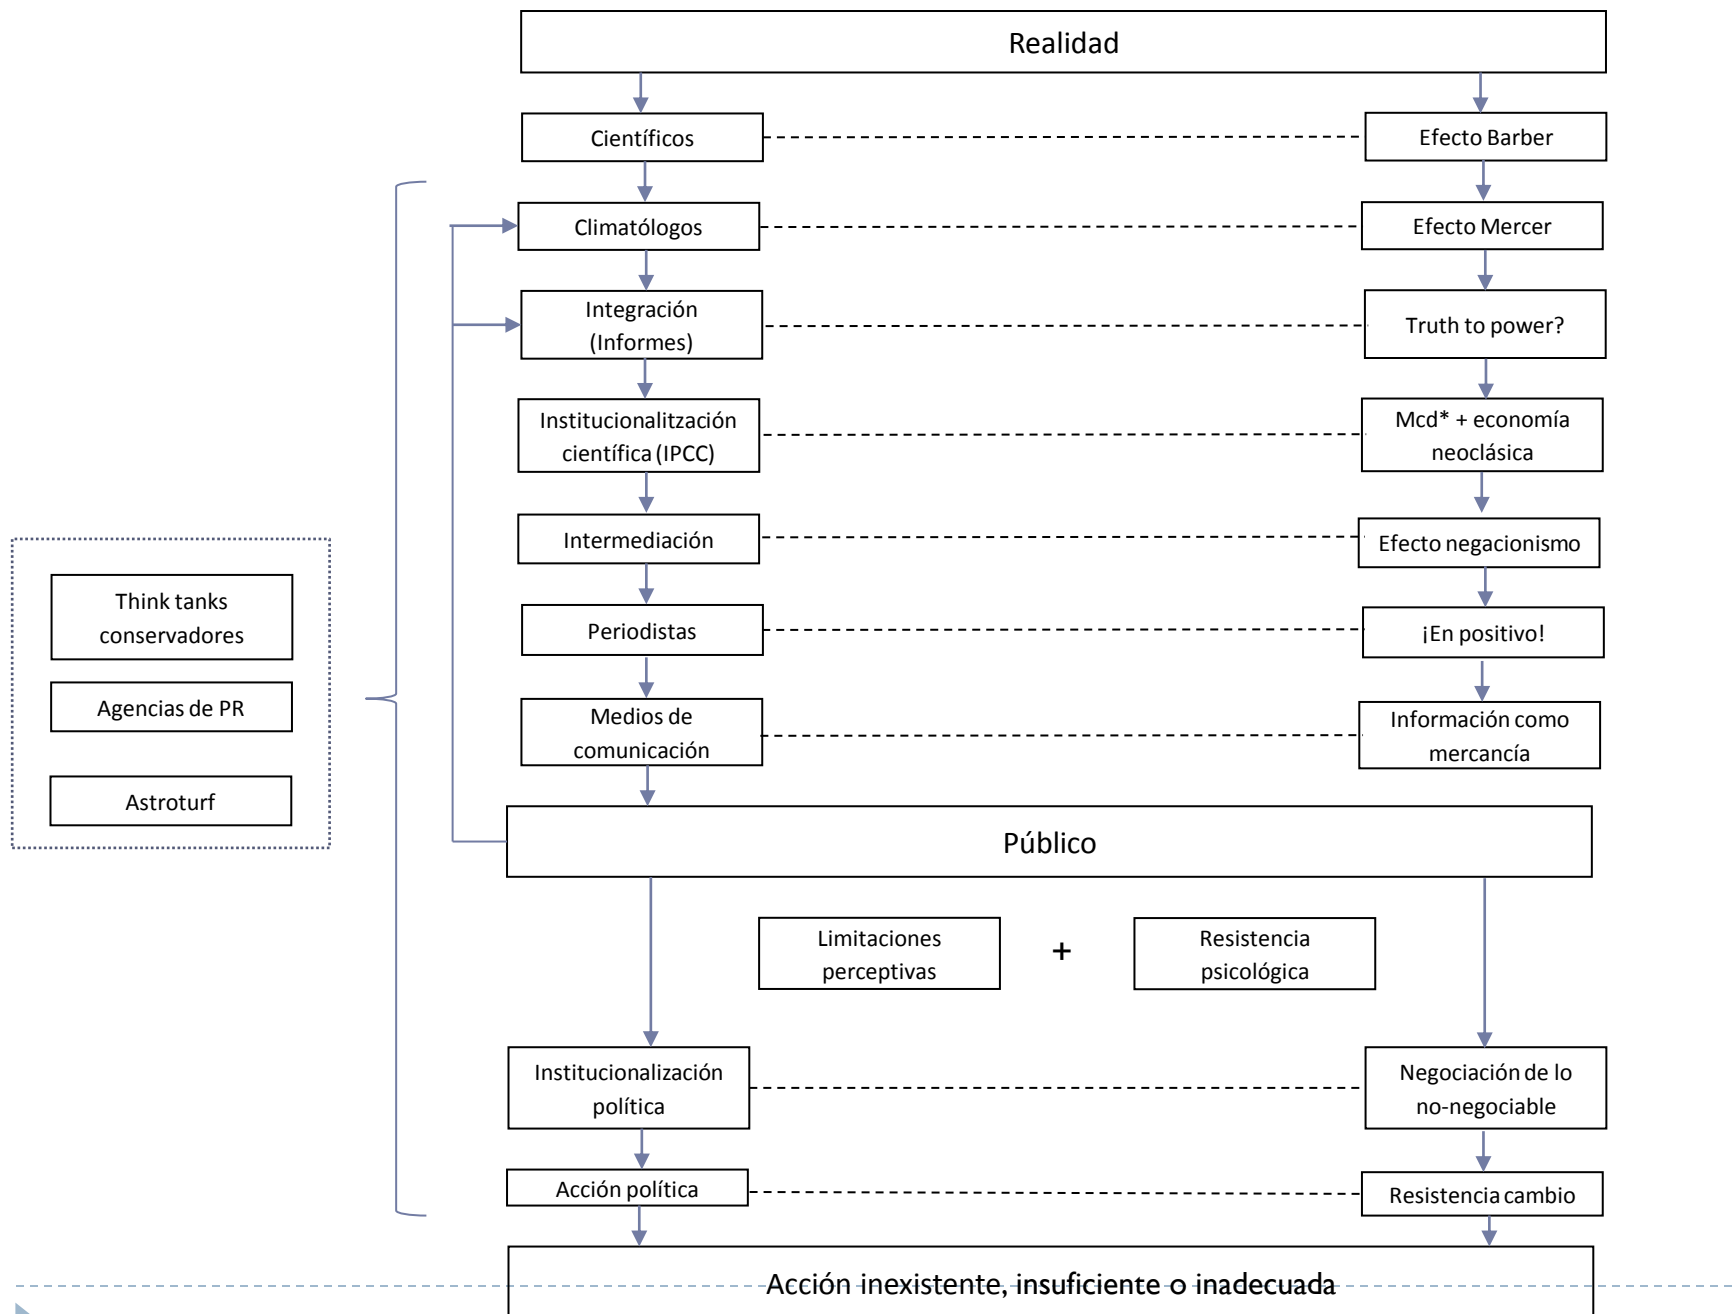 Realidad
Científicos
Efecto Barber
Climatólogos
Efecto Mercer
Integración
(Informes)
Truth to power?
Institucionalitzación
científica (IPCC)
Mcd* + economía
neoclásica
Intermediación
Efecto negacionismo
Think tanks
conservadores
Periodistas
¡En positivo!
Agencias de PR
Medios de
comunicación
Información como
mercancía
Astroturf
Público
Limitaciones
perceptivas
+
Resistencia
psicológica
Institucionalización
política
Negociación de lo
no-negociable
Acción política
Resistencia cambio
Acción inexistente, insuficiente o inadecuada